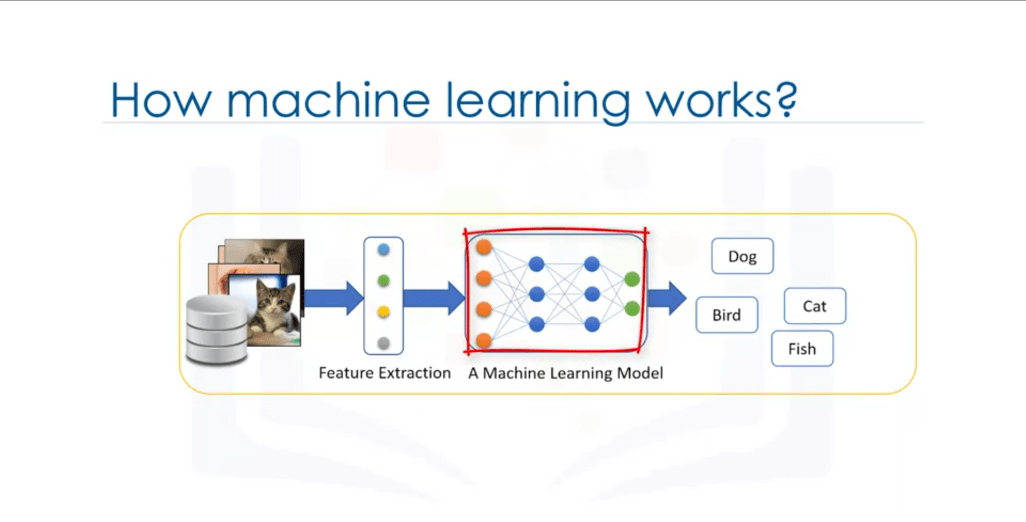 How machine learning works?
Dog
Bird
Cat
Fish
Feature Extraction
A Machine Learning Model